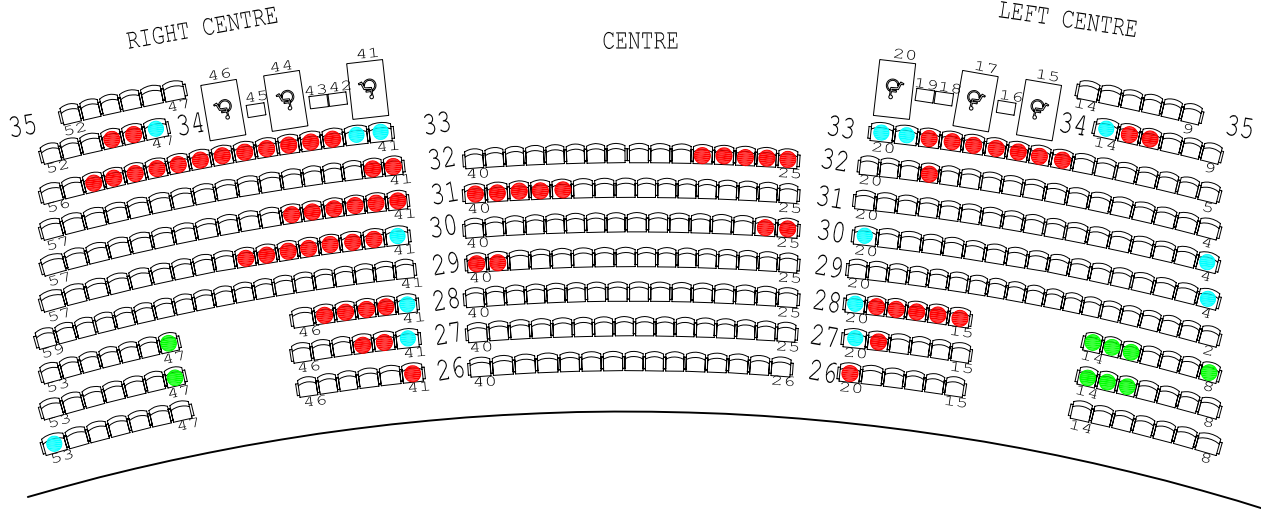 RIGHT CENTRE
CENTRE
LEFT CENTRE
46 45 44 43 42 41
20 19 18 17 16 15
35 52 47 34 33
33 14 9 34 35
52 47 41
20 14 9
32 40 25 32
56 41
20 5
31 40 25 31
57 41
20 4
30 40 25 30
57 41
20 4
29 40 25 29
57 41
20 4
28 40 25 28
59 41
20 15 2
27 40 25 27
53 47 46 41
20 15 14 8
26 40 26 26
53 47 46 41
20 15 14 8
53 47 46 41
14 8